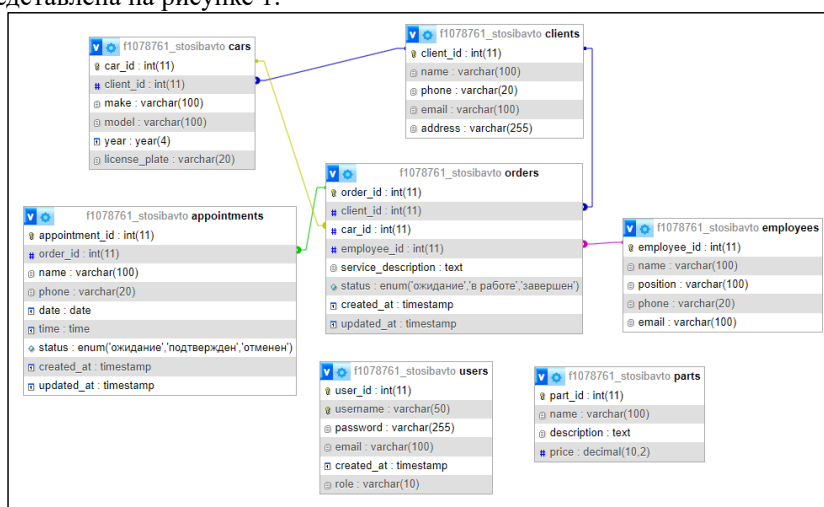 едставлена на рисунке 1.
f1078761_stosibavto cars
car_id : int(11)
client_id : int(11)
make : varchar(100)
model : varchar(100)
year : year(4)
license_plate : varchar(20)
f1078761_stosibavto clients
client_id : int(11)
name : varchar(100)
phone : varchar(20)
email : varchar(100)
address : varchar(255)
f1078761_stosibavto orders
order_id : int(11)
client_id : int(11)
car_id : int(11)
employee_id : int(11)
service_description : text
status : enum('ожидание','в работе','завершен')
created_at : timestamp
updated_at : timestamp
f1078761_stosibavto appointments
appointment_id : int(11)
order_id : int(11)
name : varchar(100)
phone : varchar(20)
date : date
time : time
status : enum('ожидание','подтвержден','отменен')
created_at : timestamp
updated_at : timestamp
f1078761_stosibavto employees
employee_id : int(11)
name : varchar(100)
position : varchar(100)
phone : varchar(20)
email : varchar(100)
f1078761_stosibavto users
user_id : int(11)
username : varchar(50)
password : varchar(255)
email : varchar(100)
created_at : timestamp
role : varchar(10)
f1078761_stosibavto parts
part_id : int(11)
name : varchar(100)
description : text
price : decimal(10,2)